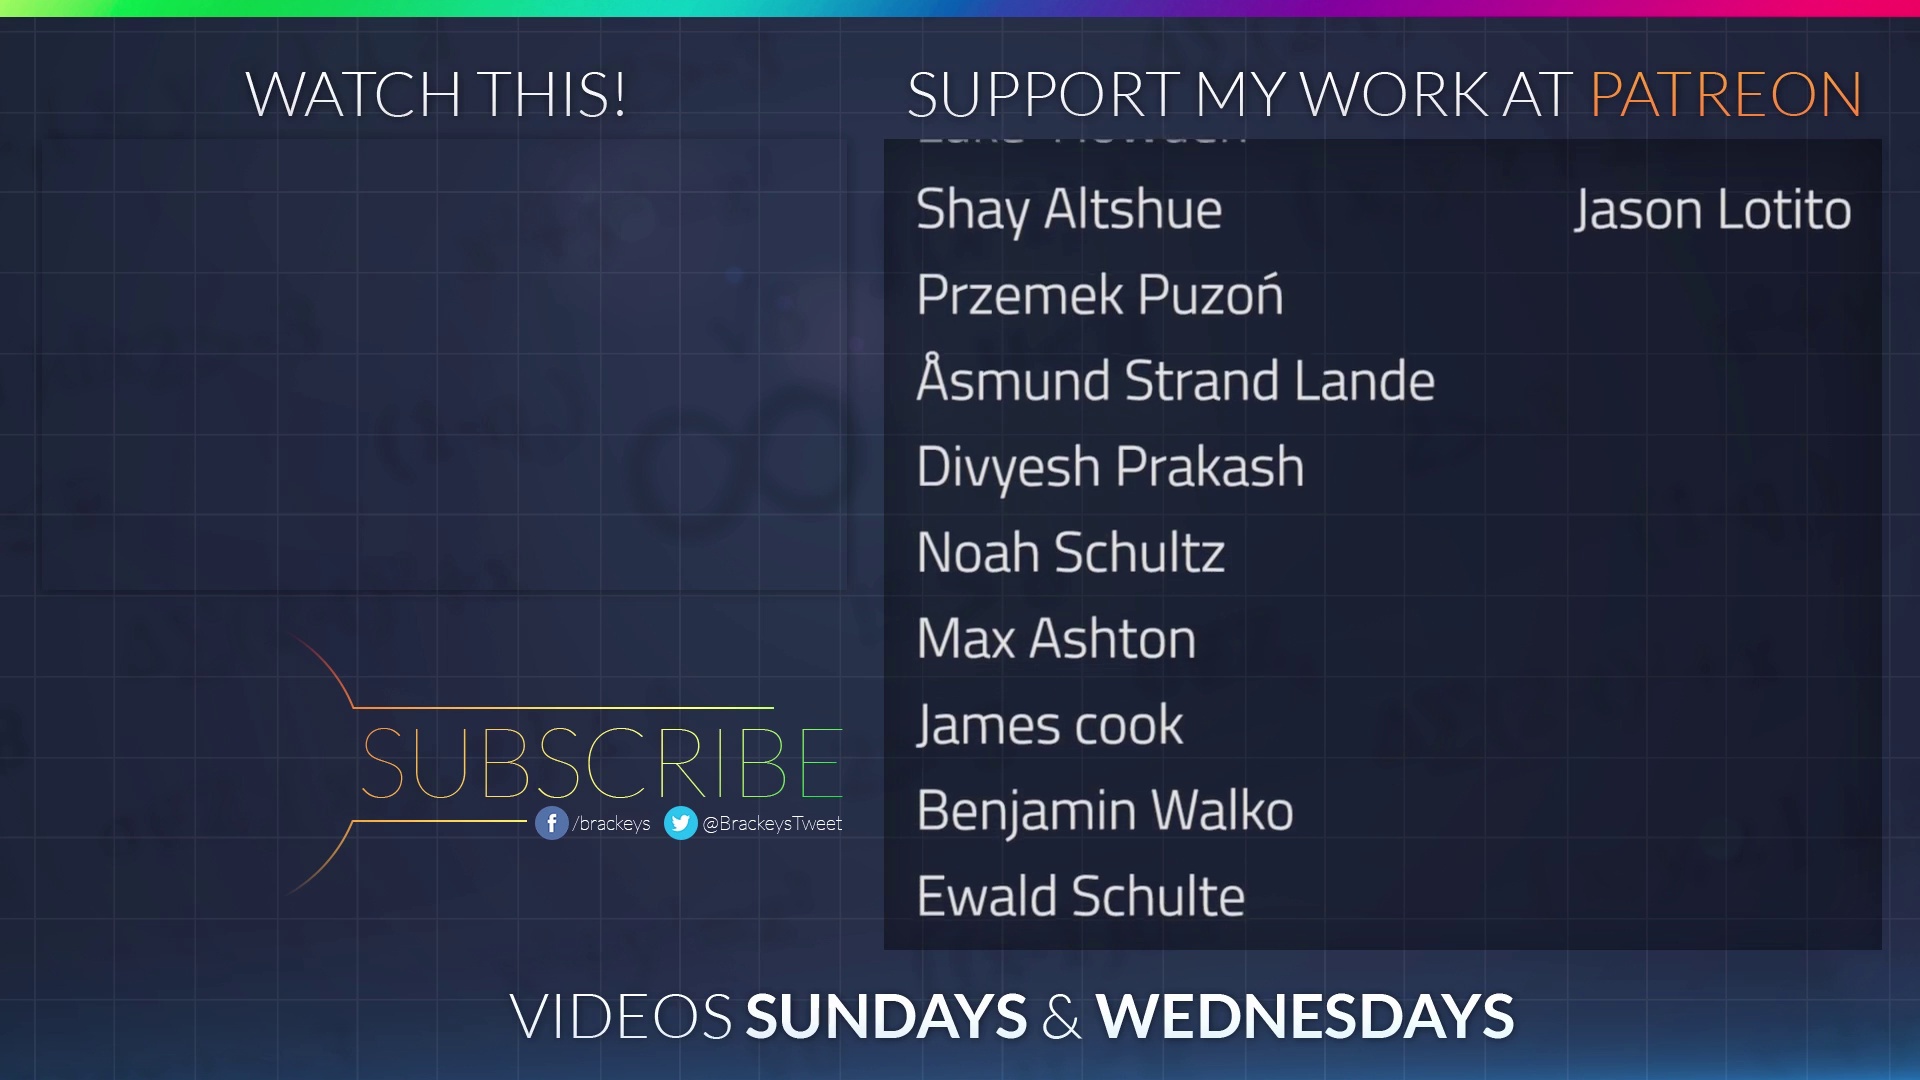 WATCH THIS!
SUPPORT MY WORK AT PATREON
Shay Altshue
Jason Lotito
Przemek Puzoń
Åsmund Strand Lande
Divyesh Prakash
Noah Schultz
Max Ashton
James cook
Benjamin Walko
Ewald Schulte
SUBSCRIBE
f /brackeys @BrackeysTweet
VIDEOS SUNDAYS & WEDNESDAYS